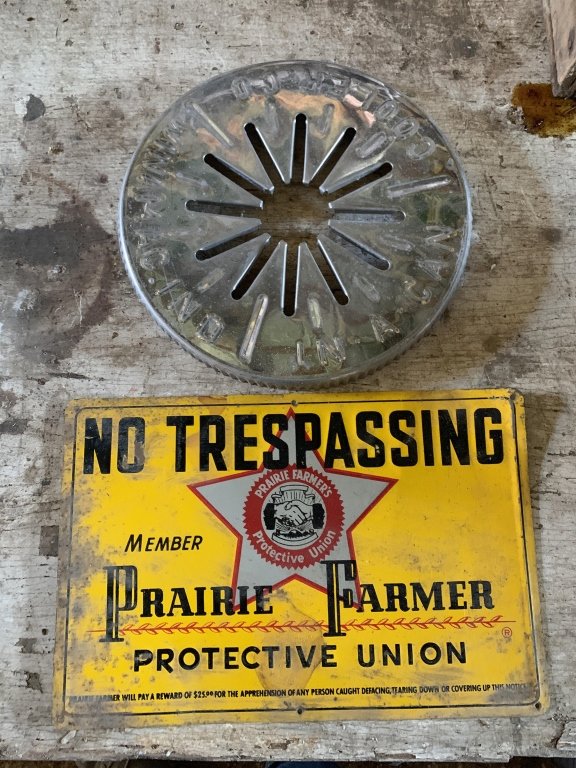 NO TRESPASSING
PRAIRIE FARMER'S
Protective Union
MEMBER
PRAIRIE FARMER
®
PROTECTIVE UNION
PRAIRIE FARMER WILL PAY A REWARD OF $25.00 FOR THE APPREHENSION OF ANY PERSON CAUGHT DEFACING, TEARING DOWN OR COVERING UP THIS NOTICE